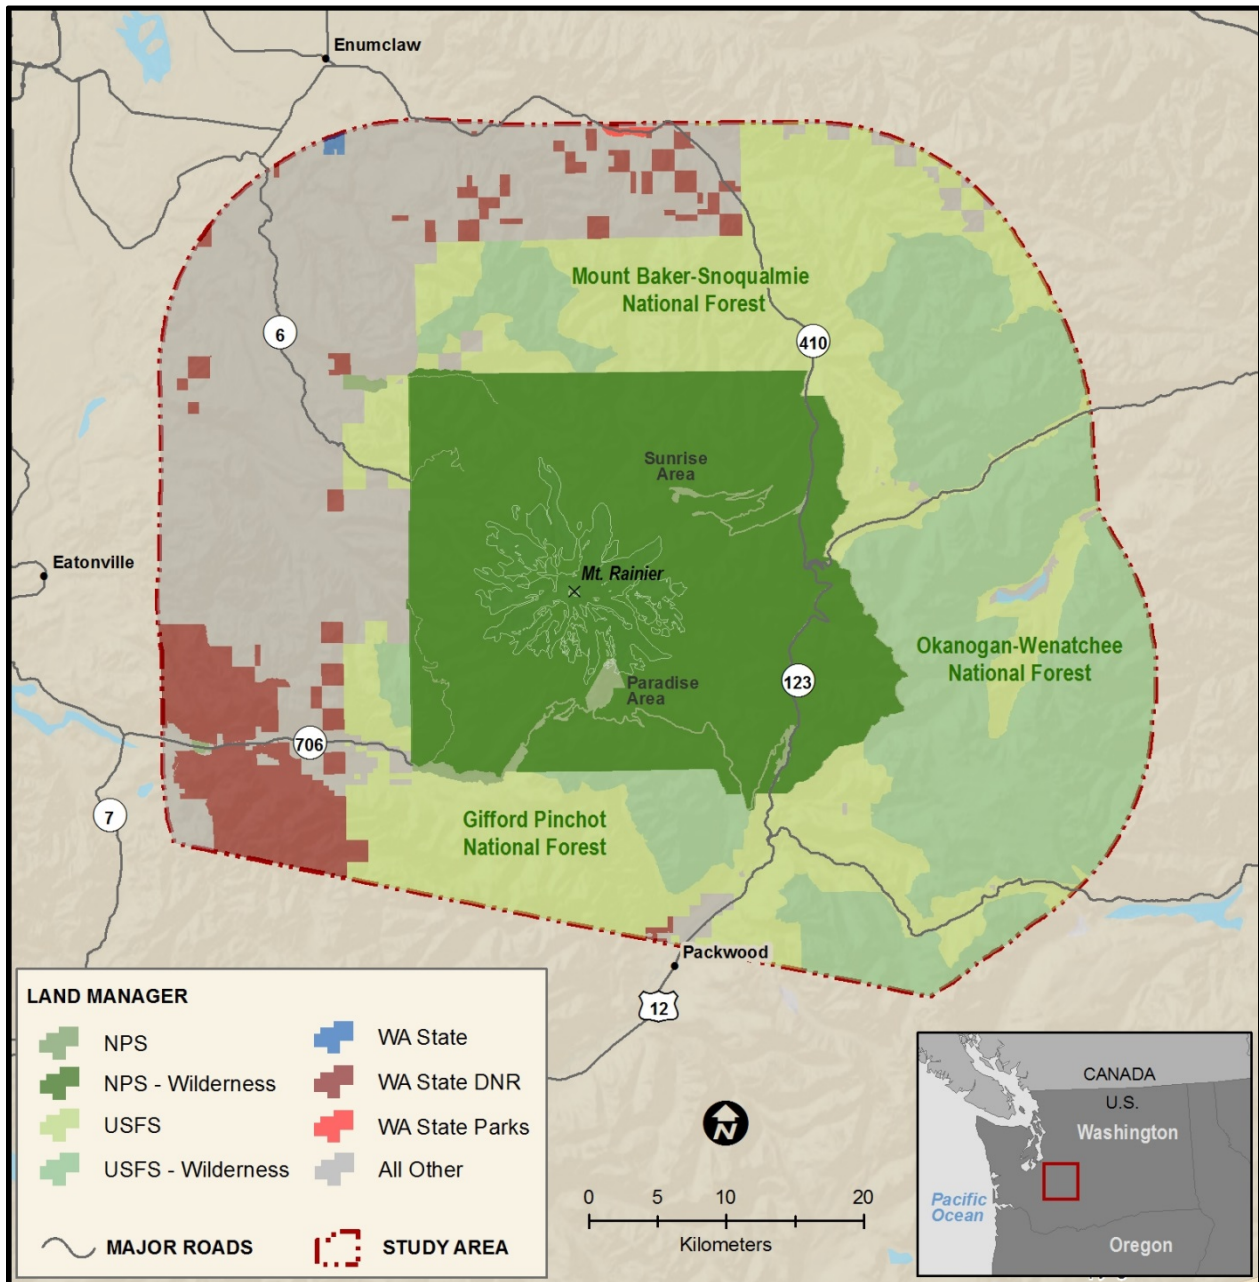 Enumclaw
Mount Baker-Snoqualmie
National Forest
6
410
Sunrise
Area
Eatonville
Mt. Rainier
Okanogan-Wenatchee
National Forest
Paradise
Area
123
706
7
Gifford Pinchot
National Forest
Packwood
12
LAND MANAGER
NPS
NPS - Wilderness
USFS
USFS - Wilderness
WA State
WA State DNR
WA State Parks
All Other
MAJOR ROADS
STUDY AREA
N
0 5 10 20
Kilometers
CANADA
U.S.
Washington
Pacific
Ocean
Oregon